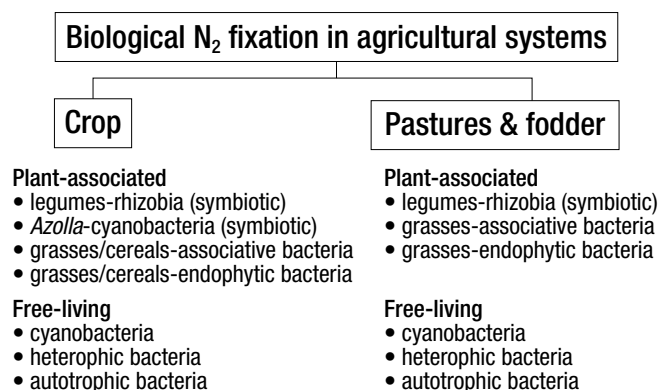 Biological N₂ fixation in agricultural systems
Crop
Plant-associated
• legumes-rhizobia (symbiotic)
• Azolla-cyanobacteria (symbiotic)
• grasses/cereals-associative bacteria
• grasses/cereals-endophytic bacteria
Free-living
• cyanobacteria
• heterophic bacteria
• autotrophic bacteria
Pastures & fodder
Plant-associated
• legumes-rhizobia (symbiotic)
• grasses-associative bacteria
• grasses-endophytic bacteria
Free-living
• cyanobacteria
• heterophic bacteria
• autotrophic bacteria